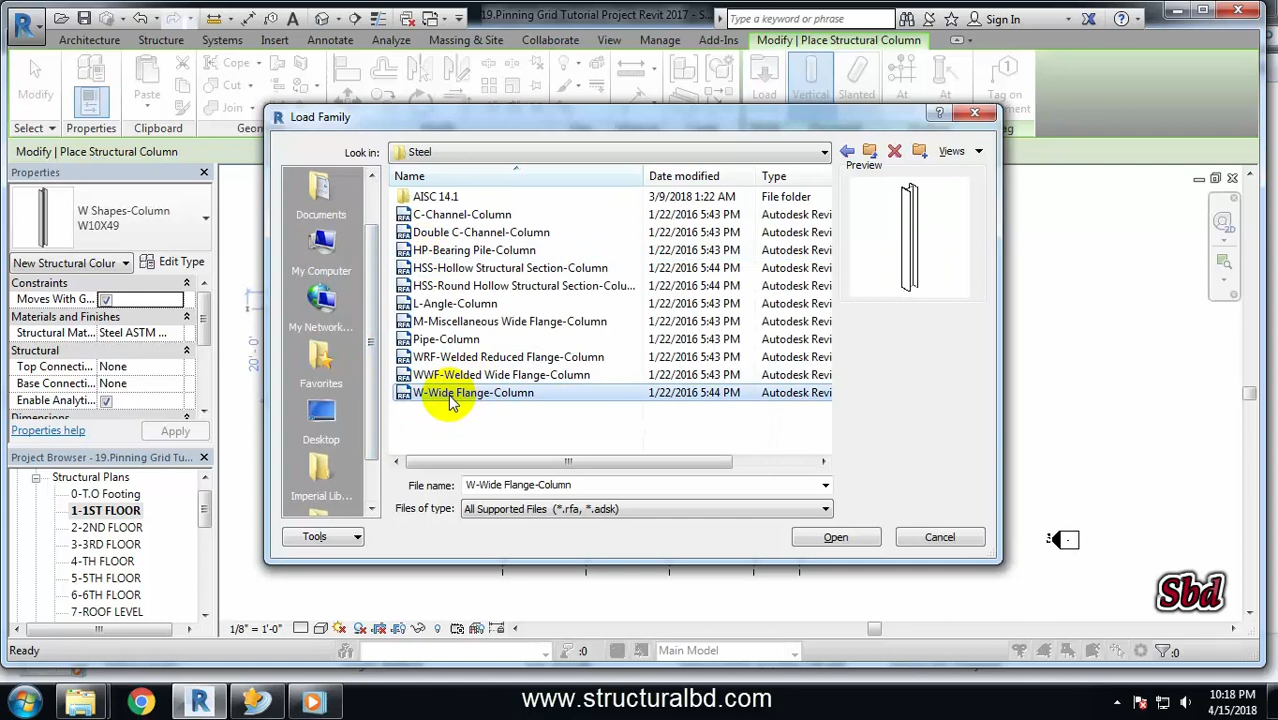 19.Pinning Grid Tutorial Project Revit 2017 - S...
Type a keyword or phrase
Sign In
Architecture Structure Systems Insert Annotate Analyze Massing & Site Collaborate View Manage Add-Ins Modify | Place Structural Column
Modify
Paste
Cope
Join
Load
Vertical
Slanted
At
At
Tag on
Select
Properties
Clipboard
Modify | Place Structural Column
Load Family
Look in:
Steel
Views
Properties
W Shapes-Column
W10X49
New Structural Colur
Edit Type
Constraints
Moves With G...
Materials and Finishes
Structural Mat...
Steel ASTM ...
Structural
Top Connecti...
None
Base Connecti...
None
Enable Analyti...
Dimensions
Properties help
Apply
Project Browser - 19.Pinning Grid Tu...
Structural Plans
0-T.O Footing
1-1ST FLOOR
2-2ND FLOOR
3-3RD FLOOR
4-TH FLOOR
5-5TH FLOOR
6-6TH FLOOR
7-ROOF LEVEL
Documents
My Computer
My Network...
Favorites
Desktop
Imperial Lib...
Name Date modified Type
AISC 14.1 3/9/2018 1:22 AM File folder
C-Channel-Column 1/22/2016 5:43 PM Autodesk Revi
Double C-Channel-Column 1/22/2016 5:43 PM Autodesk Revi
HP-Bearing Pile-Column 1/22/2016 5:43 PM Autodesk Revi
HSS-Hollow Structural Section-Column 1/22/2016 5:44 PM Autodesk Revi
HSS-Round Hollow Structural Section-Colu... 1/22/2016 5:44 PM Autodesk Revi
L-Angle-Column 1/22/2016 5:43 PM Autodesk Revi
M-Miscellaneous Wide Flange-Column 1/22/2016 5:43 PM Autodesk Revi
Pipe-Column 1/22/2016 5:43 PM Autodesk Revi
WRF-Welded Reduced Flange-Column 1/22/2016 5:43 PM Autodesk Revi
WWF-Welded Wide Flange-Column 1/22/2016 5:43 PM Autodesk Revi
W-Wide Flange-Column 1/22/2016 5:44 PM Autodesk Revi
Preview
File name: W-Wide Flange-Column
Files of type: All Supported Files (*.rfa, *.adsk)
Tools
Open
Cancel
20' - 0"
2D
Sbd
1/8" = 1'-0"
Ready
:0
Main Model
:0
www.structuralbd.com
10:18 PM
4/15/2018